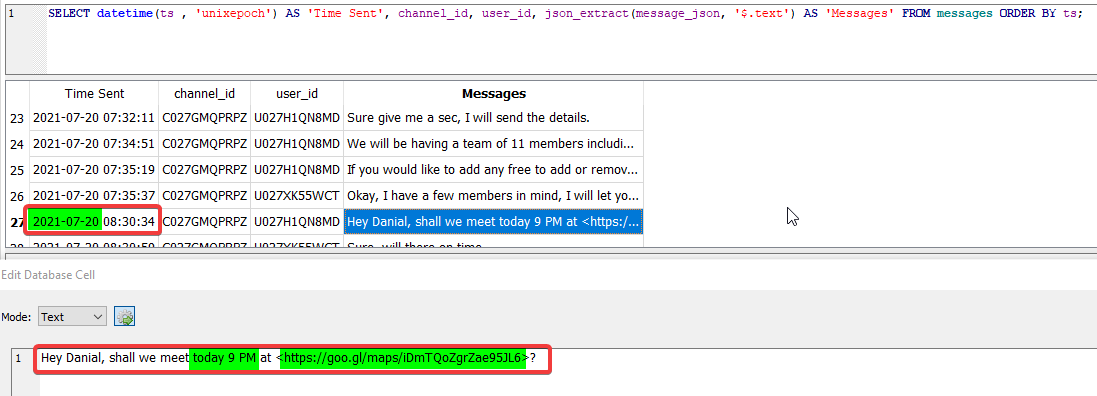 1 SELECT datetime(ts , 'unixepoch') AS 'Time Sent', channel_id, user_id, json_extract(message_json, '$.text') AS 'Messages' FROM messages ORDER BY ts;
Time Sent channel_id user_id Messages
23 2021-07-20 07:32:11 C027GMQPRPZ U027H1QN8MD Sure give me a sec, I will send the details.
24 2021-07-20 07:34:51 C027GMQPRPZ U027H1QN8MD We will be having a team of 11 members includi...
25 2021-07-20 07:35:19 C027GMQPRPZ U027H1QN8MD If you would like to add any free to add or remov...
26 2021-07-20 07:35:37 C027GMQPRPZ U027XK55WCT Okay, I have a few members in mind, I will let yo...
27 2021-07-20 08:30:34 C027GMQPRPZ U027H1QN8MD Hey Danial, shall we meet today 9 PM at <https:/...
Edit Database Cell
Mode: Text
1 Hey Danial, shall we meet today 9 PM at <https://goo.gl/maps/iDmTQoZgrZae95JL6>?